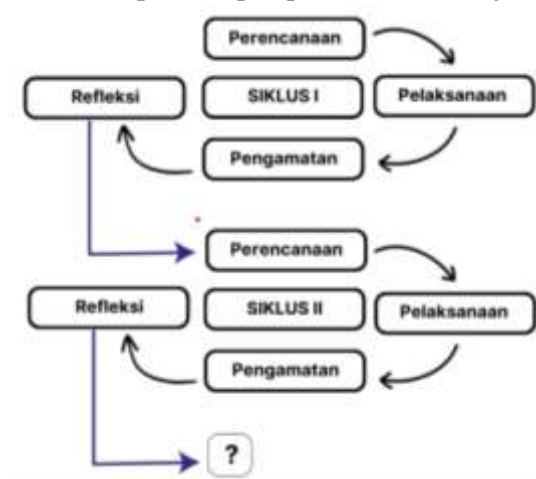 Perencanaan
Refleksi
SIKLUS I
Pelaksanaan
Pengamatan
Perencanaan
Refleksi
SIKLUS II
Pelaksanaan
Pengamatan
?